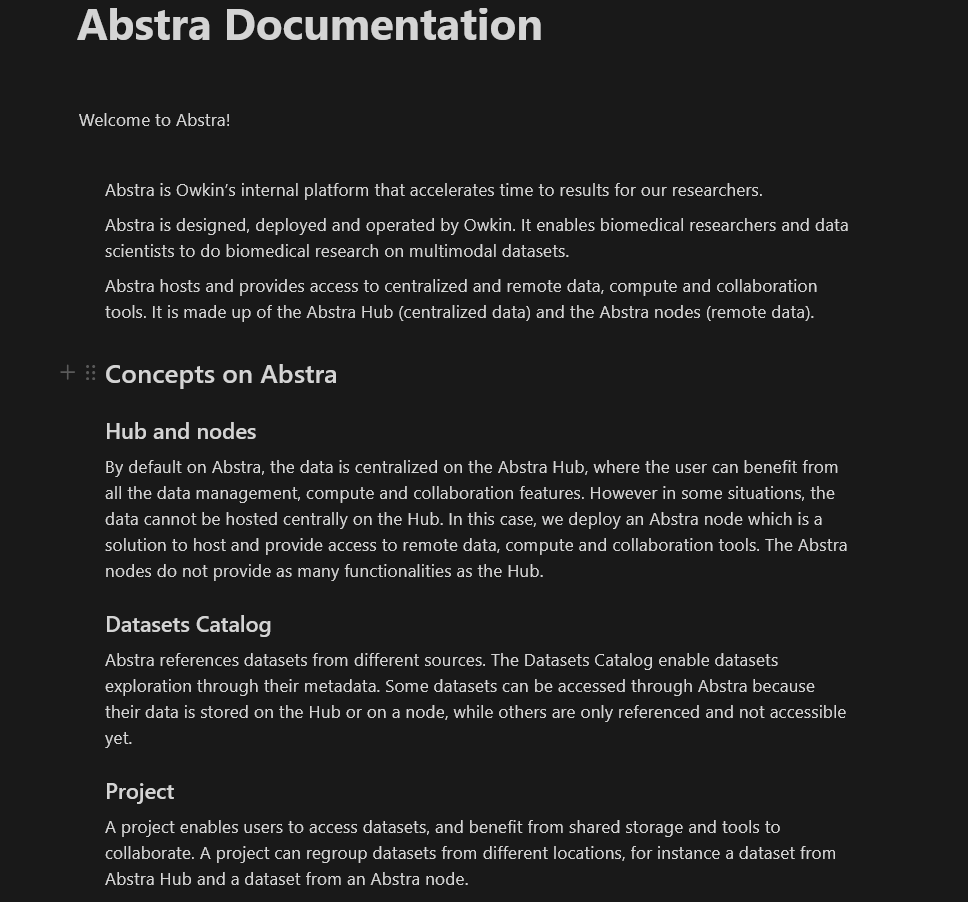 Abstra Documentation
Welcome to Abstra!
Abstra is Owkin’s internal platform that accelerates time to results for our researchers.
Abstra is designed, deployed and operated by Owkin. It enables biomedical researchers and data
scientists to do biomedical research on multimodal datasets.
Abstra hosts and provides access to centralized and remote data, compute and collaboration
tools. It is made up of the Abstra Hub (centralized data) and the Abstra nodes (remote data).
Concepts on Abstra
Hub and nodes
By default on Abstra, the data is centralized on the Abstra Hub, where the user can benefit from
all the data management, compute and collaboration features. However in some situations, the
data cannot be hosted centrally on the Hub. In this case, we deploy an Abstra node which is a
solution to host and provide access to remote data, compute and collaboration tools. The Abstra
nodes do not provide as many functionalities as the Hub.
Datasets Catalog
Abstra references datasets from different sources. The Datasets Catalog enable datasets
exploration through their metadata. Some datasets can be accessed through Abstra because
their data is stored on the Hub or on a node, while others are only referenced and not accessible
yet.
Project
A project enables users to access datasets, and benefit from shared storage and tools to
collaborate. A project can regroup datasets from different locations, for instance a dataset from
Abstra Hub and a dataset from an Abstra node.